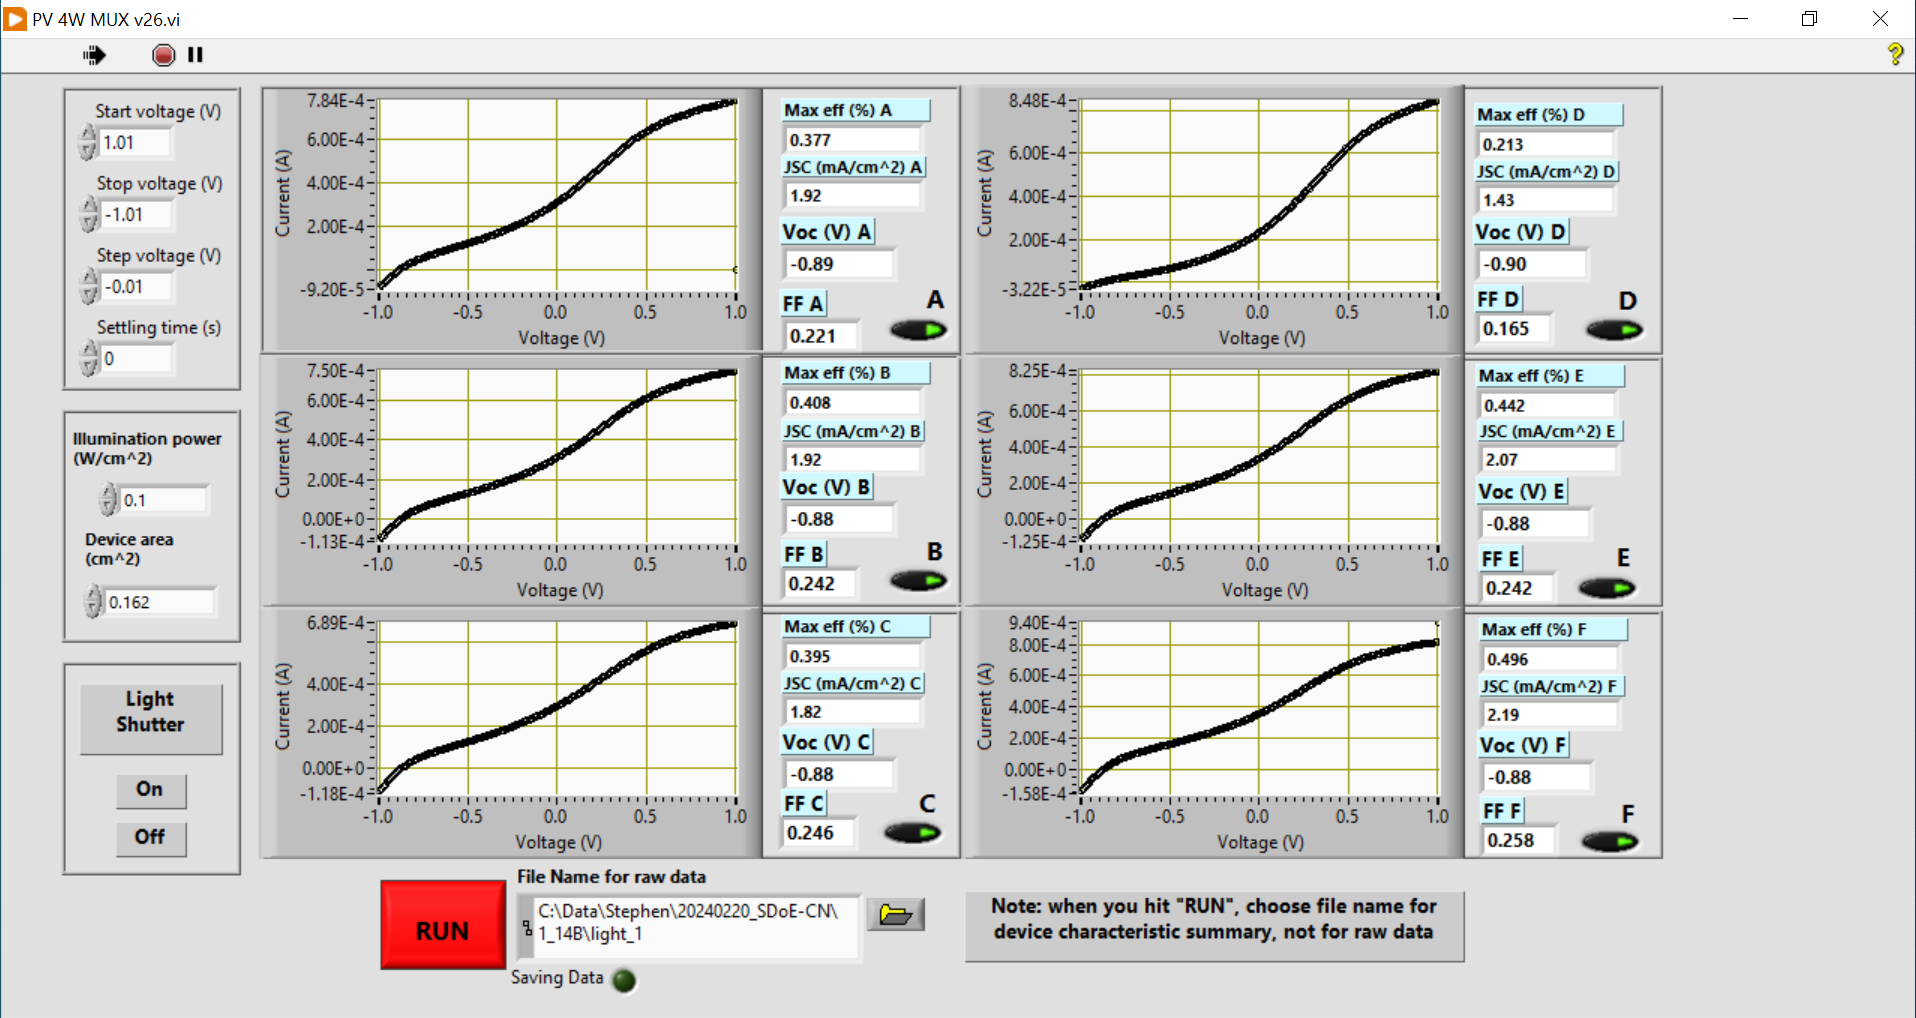 PV 4W MUX v26.vi
Start voltage (V)
1.01
Stop voltage (V)
-1.01
Step voltage (V)
-0.01
Settling time (s)
0
Illumination power
(W/cm^2)
0.1
Device area
(cm^2)
0.162
Light
Shutter
On
Off
7.84E-4
6.00E-4
4.00E-4
2.00E-4
-9.20E-5
Current (A)
-1.0 -0.5 0.0 0.5 1.0
Voltage (V)
Max eff (%) A
0.377
JSC (mA/cm^2) A
1.92
Voc (V) A
-0.89
FF A
0.221
A
8.48E-4
6.00E-4
4.00E-4
2.00E-4
-3.22E-5
Current (A)
-1.0 -0.5 0.0 0.5 1.0
Voltage (V)
Max eff (%) D
0.213
JSC (mA/cm^2) D
1.43
Voc (V) D
-0.90
FF D
0.165
D
7.50E-4
6.00E-4
4.00E-4
2.00E-4
0.00E+0
-1.13E-4
Current (A)
-1.0 -0.5 0.0 0.5 1.0
Voltage (V)
Max eff (%) B
0.408
JSC (mA/cm^2) B
1.92
Voc (V) B
-0.88
FF B
0.242
B
8.25E-4
6.00E-4
4.00E-4
2.00E-4
0.00E+0
-1.25E-4
Current (A)
-1.0 -0.5 0.0 0.5 1.0
Voltage (V)
Max eff (%) E
0.442
JSC (mA/cm^2) E
2.07
Voc (V) E
-0.88
FF E
0.242
E
6.89E-4
4.00E-4
2.00E-4
0.00E+0
-1.18E-4
Current (A)
-1.0 -0.5 0.0 0.5 1.0
Voltage (V)
Max eff (%) C
0.395
JSC (mA/cm^2) C
1.82
Voc (V) C
-0.88
FF C
0.246
C
9.40E-4
8.00E-4
6.00E-4
4.00E-4
2.00E-4
0.00E+0
-1.58E-4
Current (A)
-1.0 -0.5 0.0 0.5 1.0
Voltage (V)
Max eff (%) F
0.496
JSC (mA/cm^2) F
2.19
Voc (V) F
-0.88
FF F
0.258
F
RUN
File Name for raw data
C:\Data\Stephen\20240220_SDoE-CN\
1_14B\light_1
Saving Data
Note: when you hit "RUN", choose file name for
device characteristic summary, not for raw data